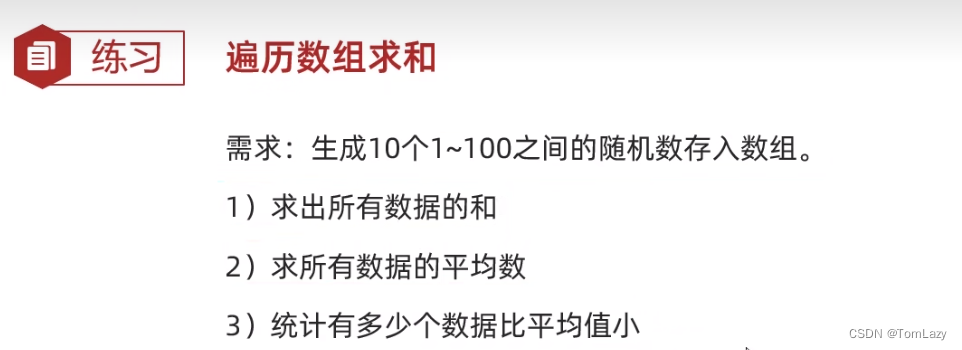 练习 遍历数组求和
需求：生成10个1~100之间的随机数存入数组。
1）求出所有数据的和
2）求所有数据的平均数
3）统计有多少个数据比平均值小
CSDN @TomLazy